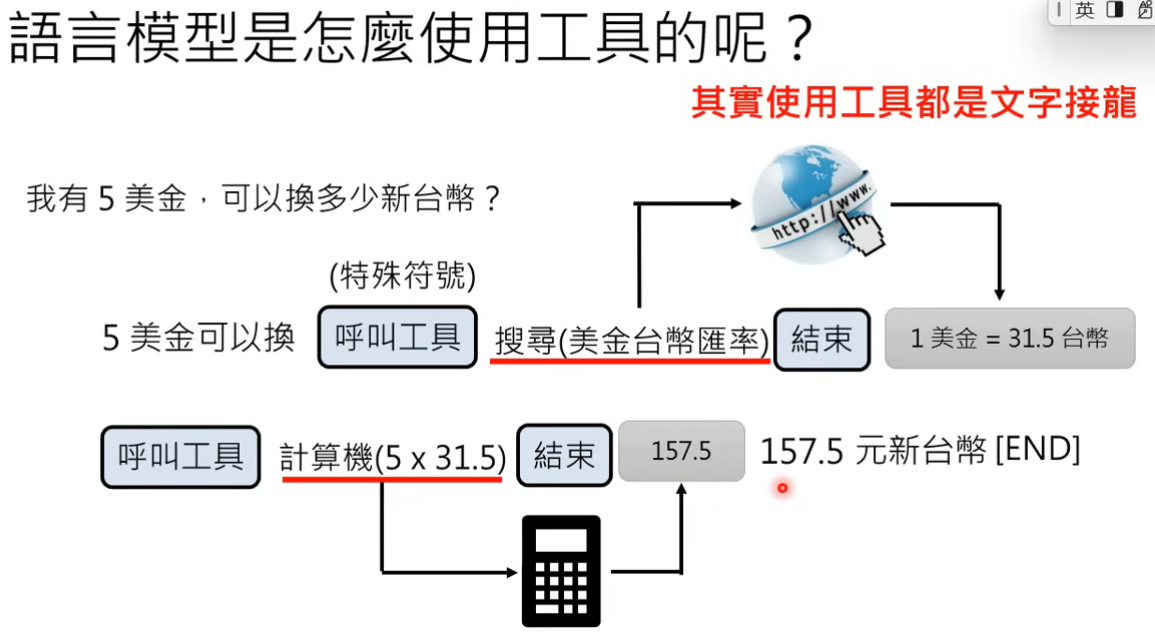 英
語言模型是怎麼使用工具的呢？
其實使用工具都是文字接龍
我有 5 美金，可以換多少新台幣？
http://www.
(特殊符號)
5 美金可以換 呼叫工具 搜尋(美金台幣匯率) 結束 1 美金 = 31.5 台幣
呼叫工具 計算機(5 x 31.5) 結束 157.5 157.5 元新台幣 [END]